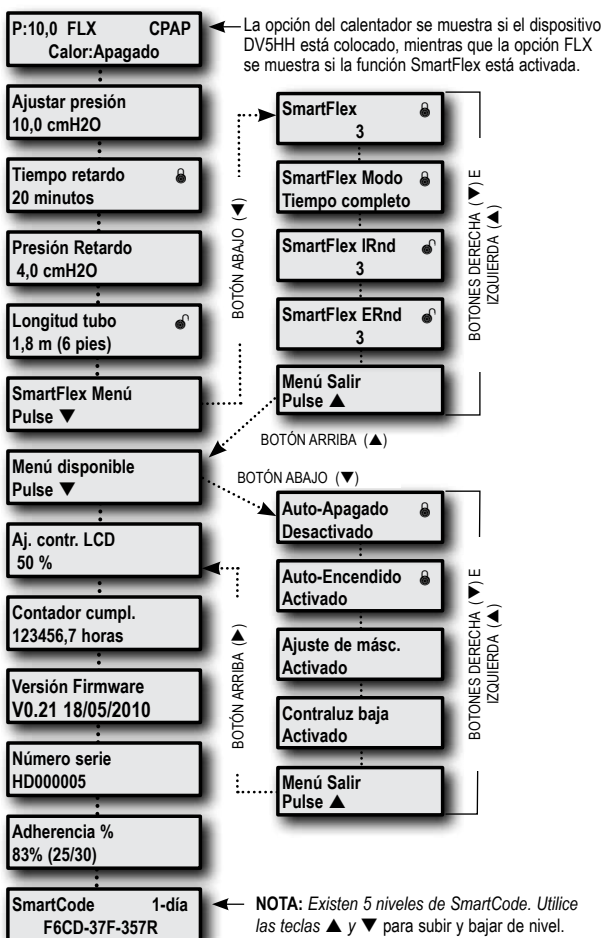 P:10,0 FLX CPAP
Calor:Apagado
La opción del calentador se muestra si el dispositivo
DV5HH está colocado, mientras que la opción FLX
se muestra si la función SmartFlex está activada.
Ajustar presión
10,0 cmH2O
Tiempo retardo
20 minutos
Presión Retardo
4,0 cmH2O
Longitud tubo
1,8 m (6 pies)
SmartFlex Menú
Pulse ▼
BOTÓN ABAJO (▼)
SmartFlex
3
SmartFlex Modo
Tiempo completo
SmartFlex IRnd
3
SmartFlex ERnd
3
Menú Salir
Pulse ▲
BOTONES DERECHA (▼) E
IZQUIERDA (▲)
BOTÓN ARRIBA (▲)
Menú disponible
Pulse ▼
BOTÓN ABAJO (▼)
Auto-Apagado
Desactivado
Auto-Encendido
Activado
Ajuste de másc.
Activado
Contraluz baja
Activado
Menú Salir
Pulse ▲
BOTONES DERECHA (▼) E
IZQUIERDA (▲)
BOTÓN ARRIBA (▲)
Aj. contr. LCD
50 %
Contador cumpl.
123456,7 horas
Versión Firmware
V0.21 18/05/2010
Número serie
HD000005
Adherencia %
83% (25/30)
SmartCode 1-día
F6CD-37F-357R
NOTA: Existen 5 niveles de SmartCode. Utilice
las teclas ▲ y ▼ para subir y bajar de nivel.